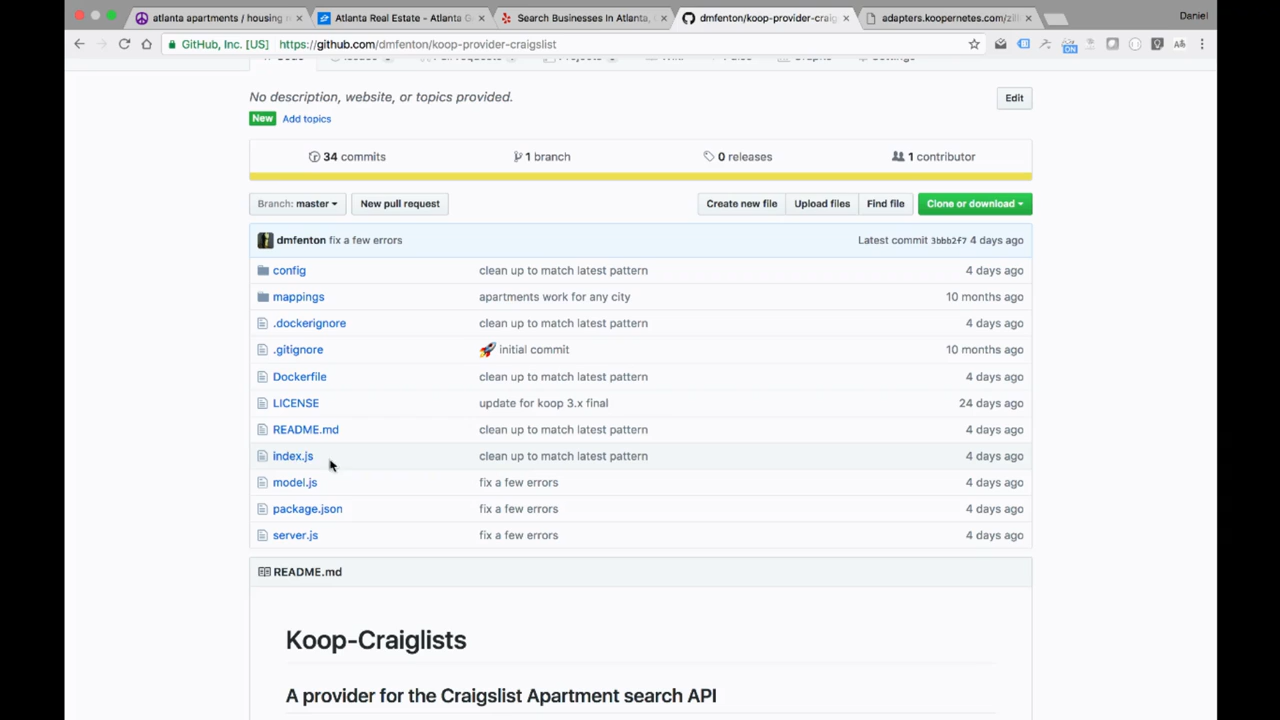 atlanta apartments / housing r
Atlanta Real Estate - Atlanta G
Search Businesses In Atlanta,
dmfenton/koop-provider-craig
adapters.koopernetes.com/zill
Daniel
GitHub, Inc. [US] https://github.com/dmfenton/koop-provider-craigslist
No description, website, or topics provided.
Edit
New Add topics
34 commits
1 branch
0 releases
1 contributor
Branch: master
New pull request
Create new file
Upload files
Find file
Clone or download
dmfenton fix a few errors
Latest commit 3bbb2f7 4 days ago
config clean up to match latest pattern 4 days ago
mappings apartments work for any city 10 months ago
.dockerignore clean up to match latest pattern 4 days ago
.gitignore 🚀 initial commit 10 months ago
Dockerfile clean up to match latest pattern 4 days ago
LICENSE update for koop 3.x final 24 days ago
README.md clean up to match latest pattern 4 days ago
index.js clean up to match latest pattern 4 days ago
model.js fix a few errors 4 days ago
package.json fix a few errors 4 days ago
server.js fix a few errors 4 days ago
README.md
Koop-Craiglists
A provider for the Craigslist Apartment search API